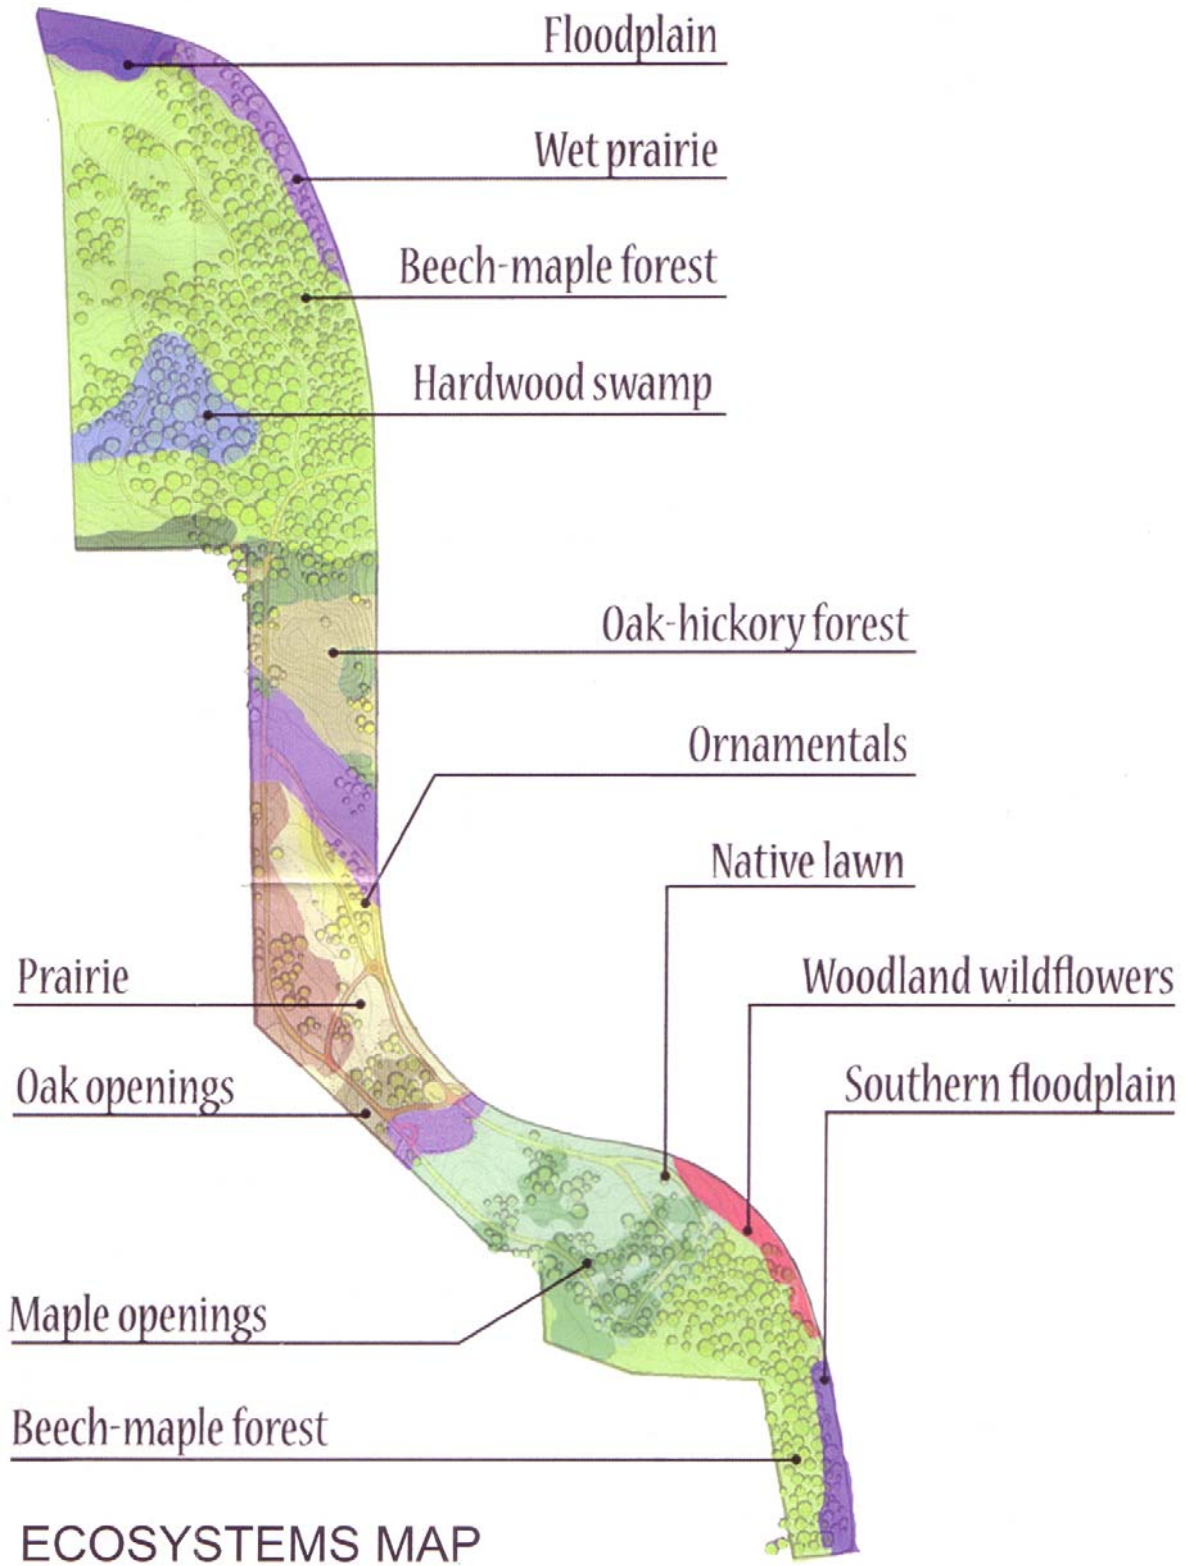 Floodplain
Wet prairie
Beech-maple forest
Hardwood swamp
Oak-hickory forest
Ornamentals
Native lawn
Prairie
Woodland wildflowers
Oak openings
Southern floodplain
Maple openings
Beech-maple forest
ECOSYSTEMS MAP